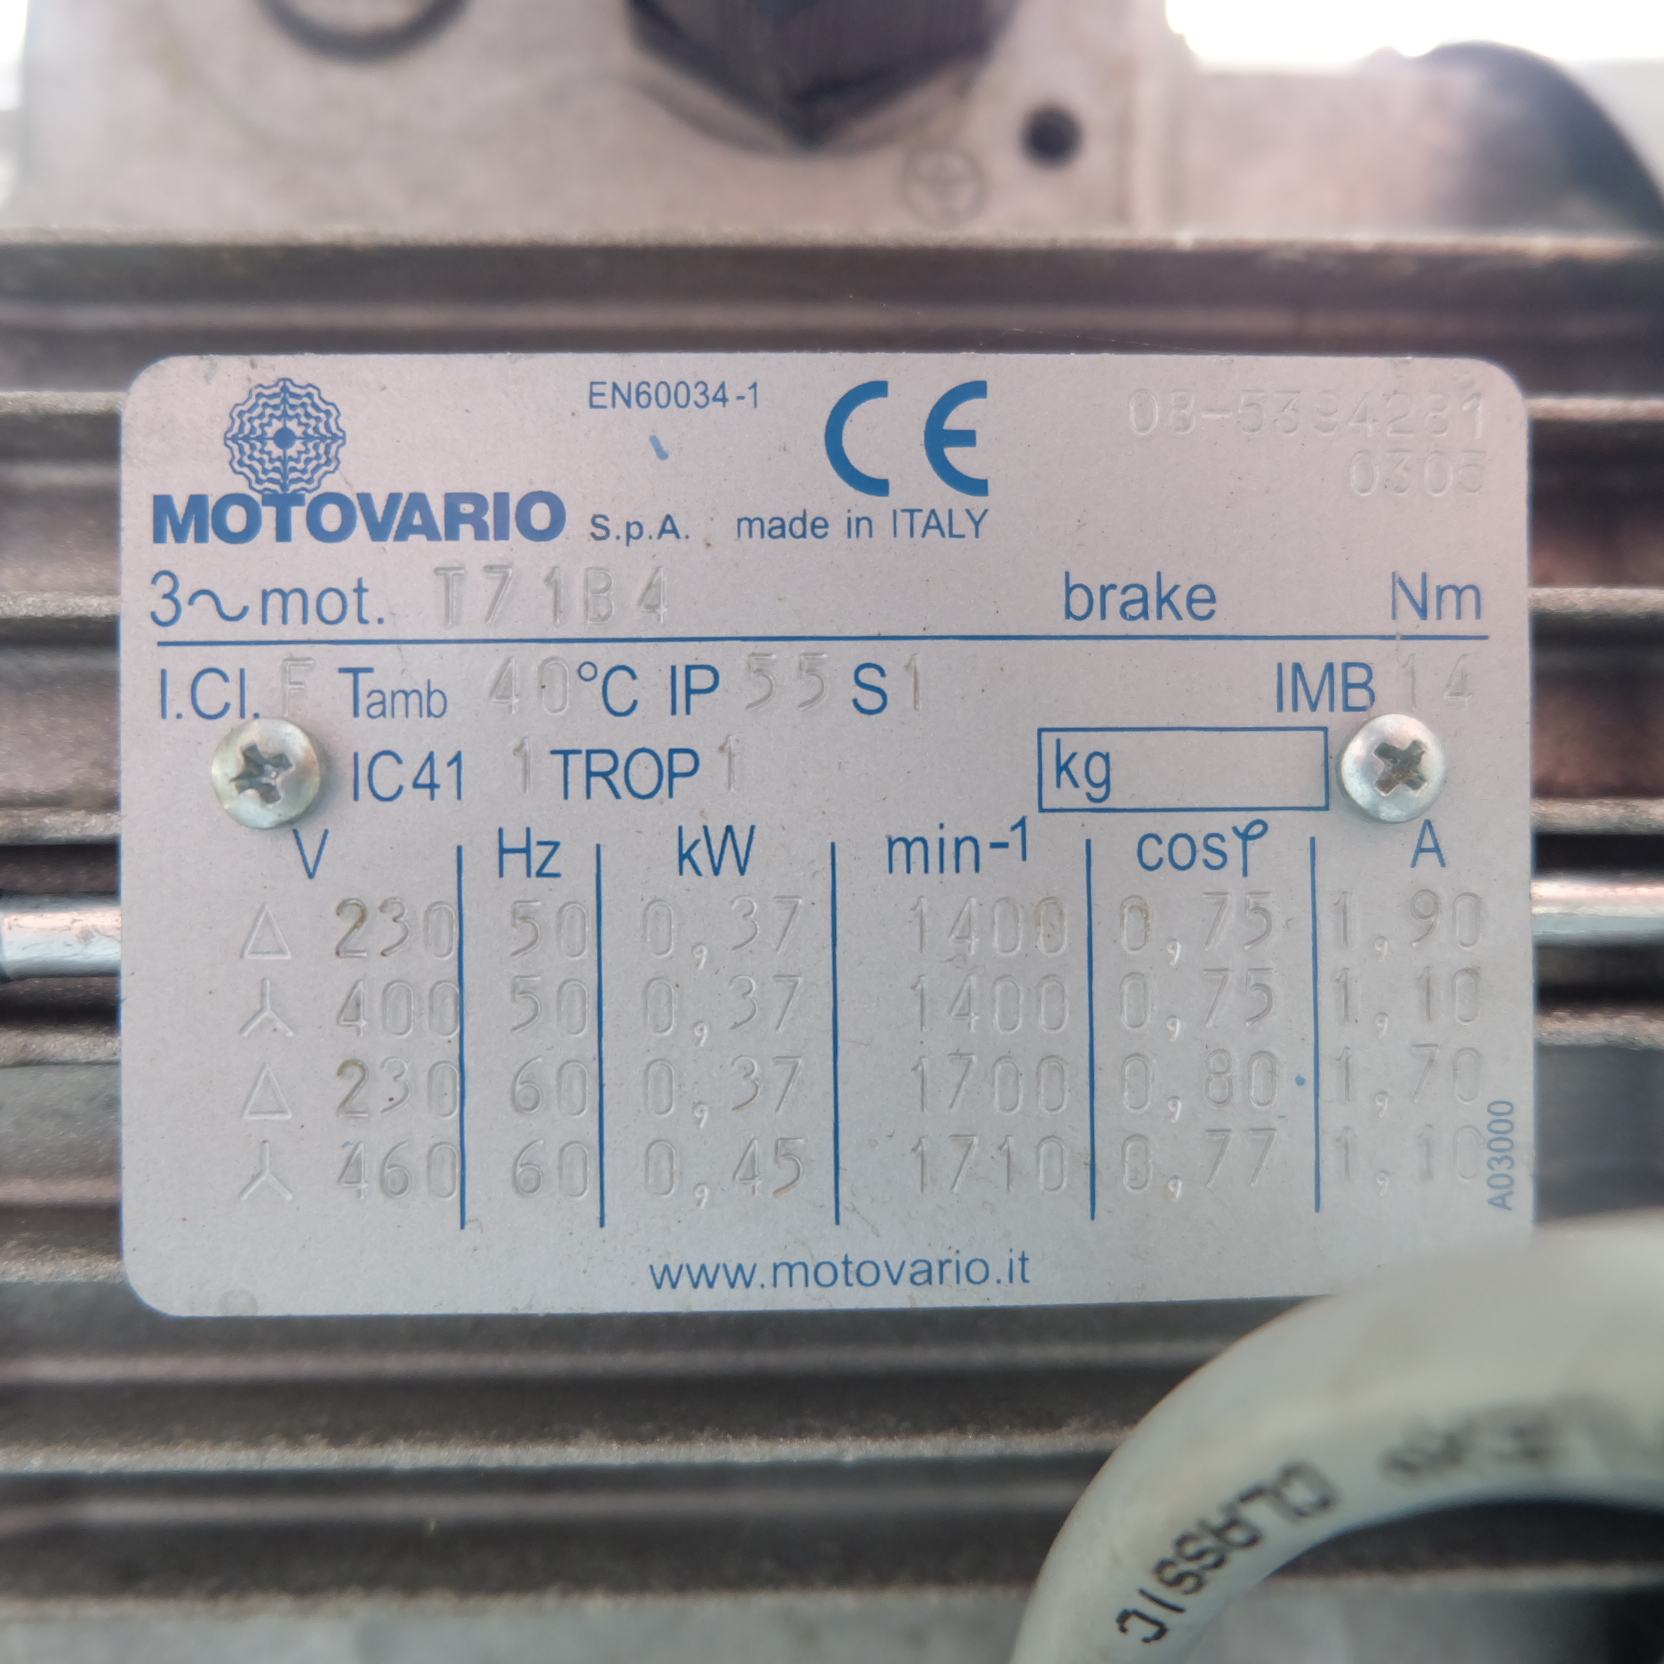 EN60034-1
CE
08-5394281
0305
MOTOVARIO S.p.A. made in ITALY
3~mot. T71B4 brake Nm
I.Cl. F Tamb 40°C IP 55 S1 IMB 14
IC41 1 TROP 1 kg
V Hz kW min-1 cosφ A
△ 230 50 0,37 1400 0,75 1,90
⅄ 400 50 0,37 1400 0,75 1,10
△ 230 60 0,37 1700 0,80 1,70
⅄ 460 60 0,45 1710 0,77 1,10
A03000
www.motovario.it
CLASSIC